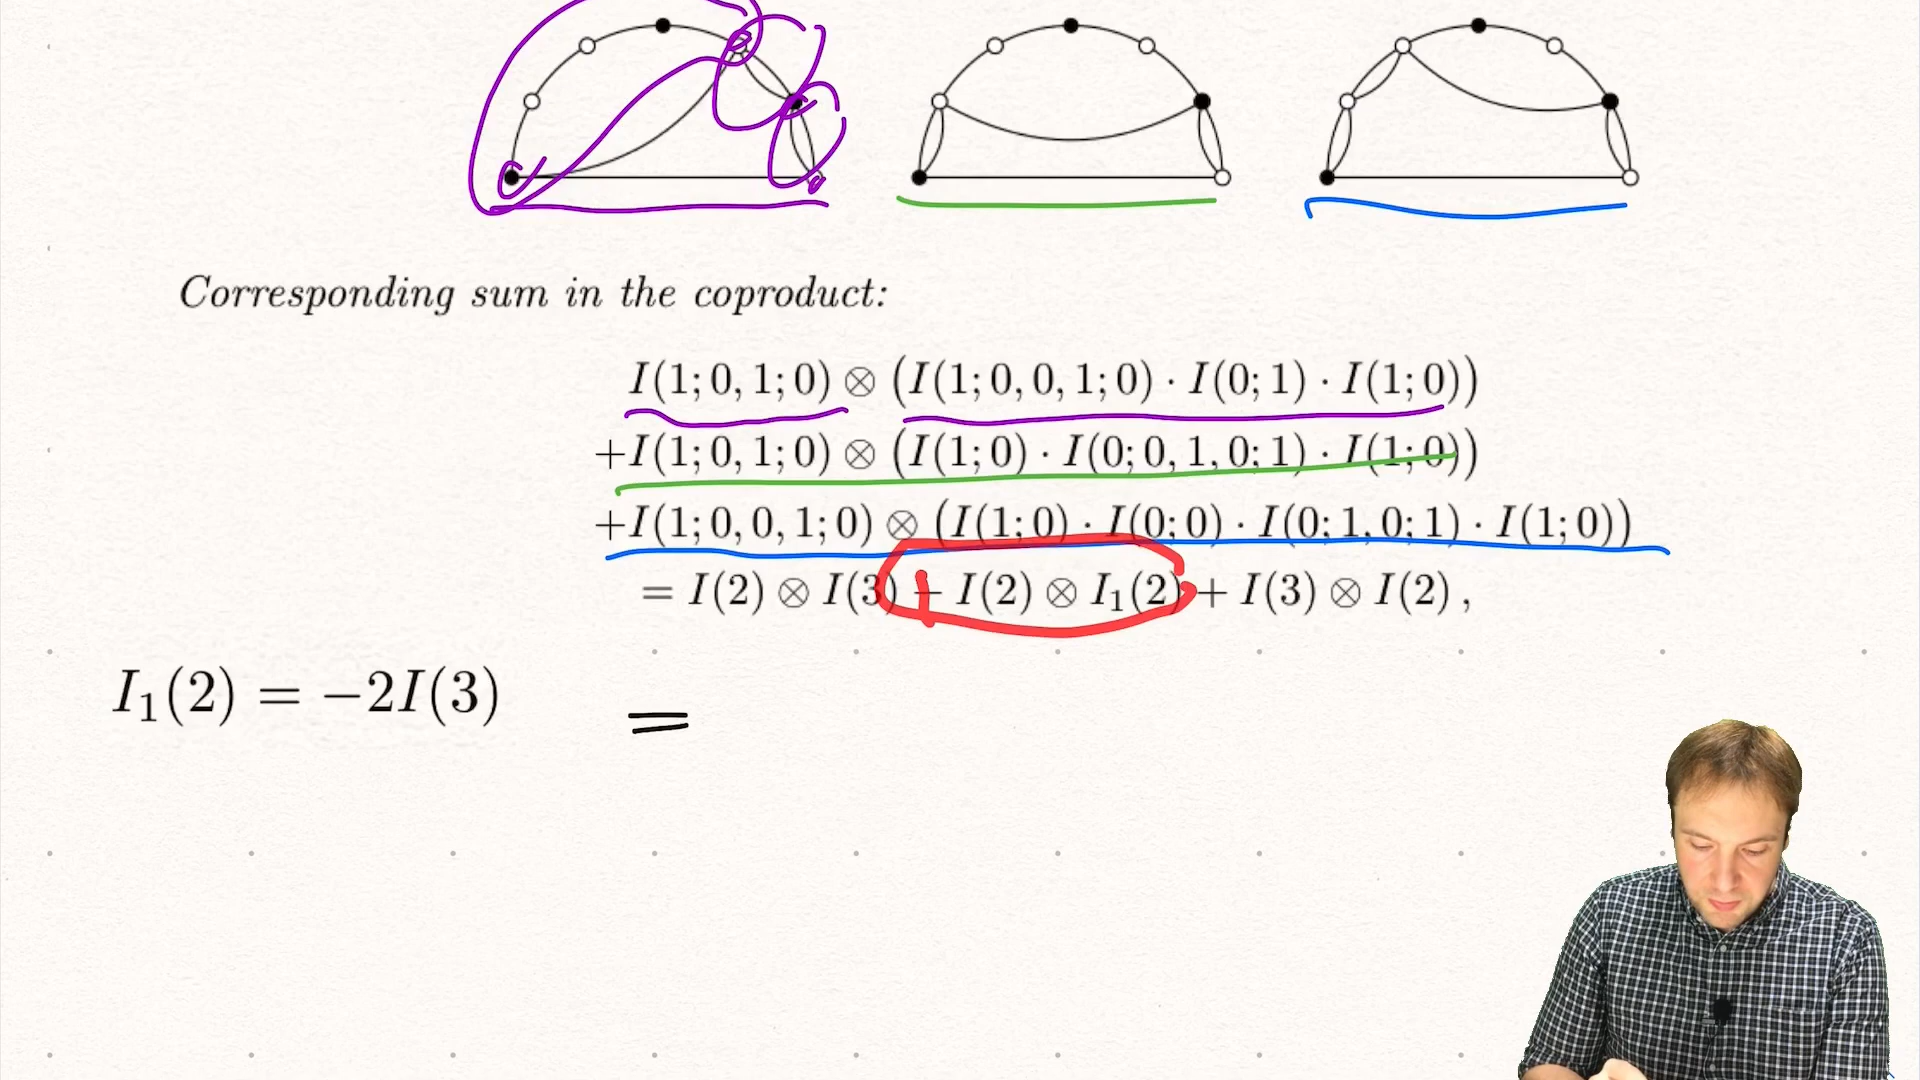 Corresponding sum in the coproduct:
I(1; 0, 1; 0) ⊗ (I(1; 0, 0, 1; 0) · I(0; 1) · I(1; 0))
+I(1; 0, 1; 0) ⊗ (I(1; 0) · I(0; 0, 1, 0; 1) · I(1; 0))
+I(1; 0, 0, 1; 0) ⊗ (I(1; 0) · I(0; 0) · I(0; 1, 0; 1) · I(1; 0))
= I(2) ⊗ I(3) + I(2) ⊗ I₁(2) + I(3) ⊗ I(2) ,
I₁(2) = −2I(3) =